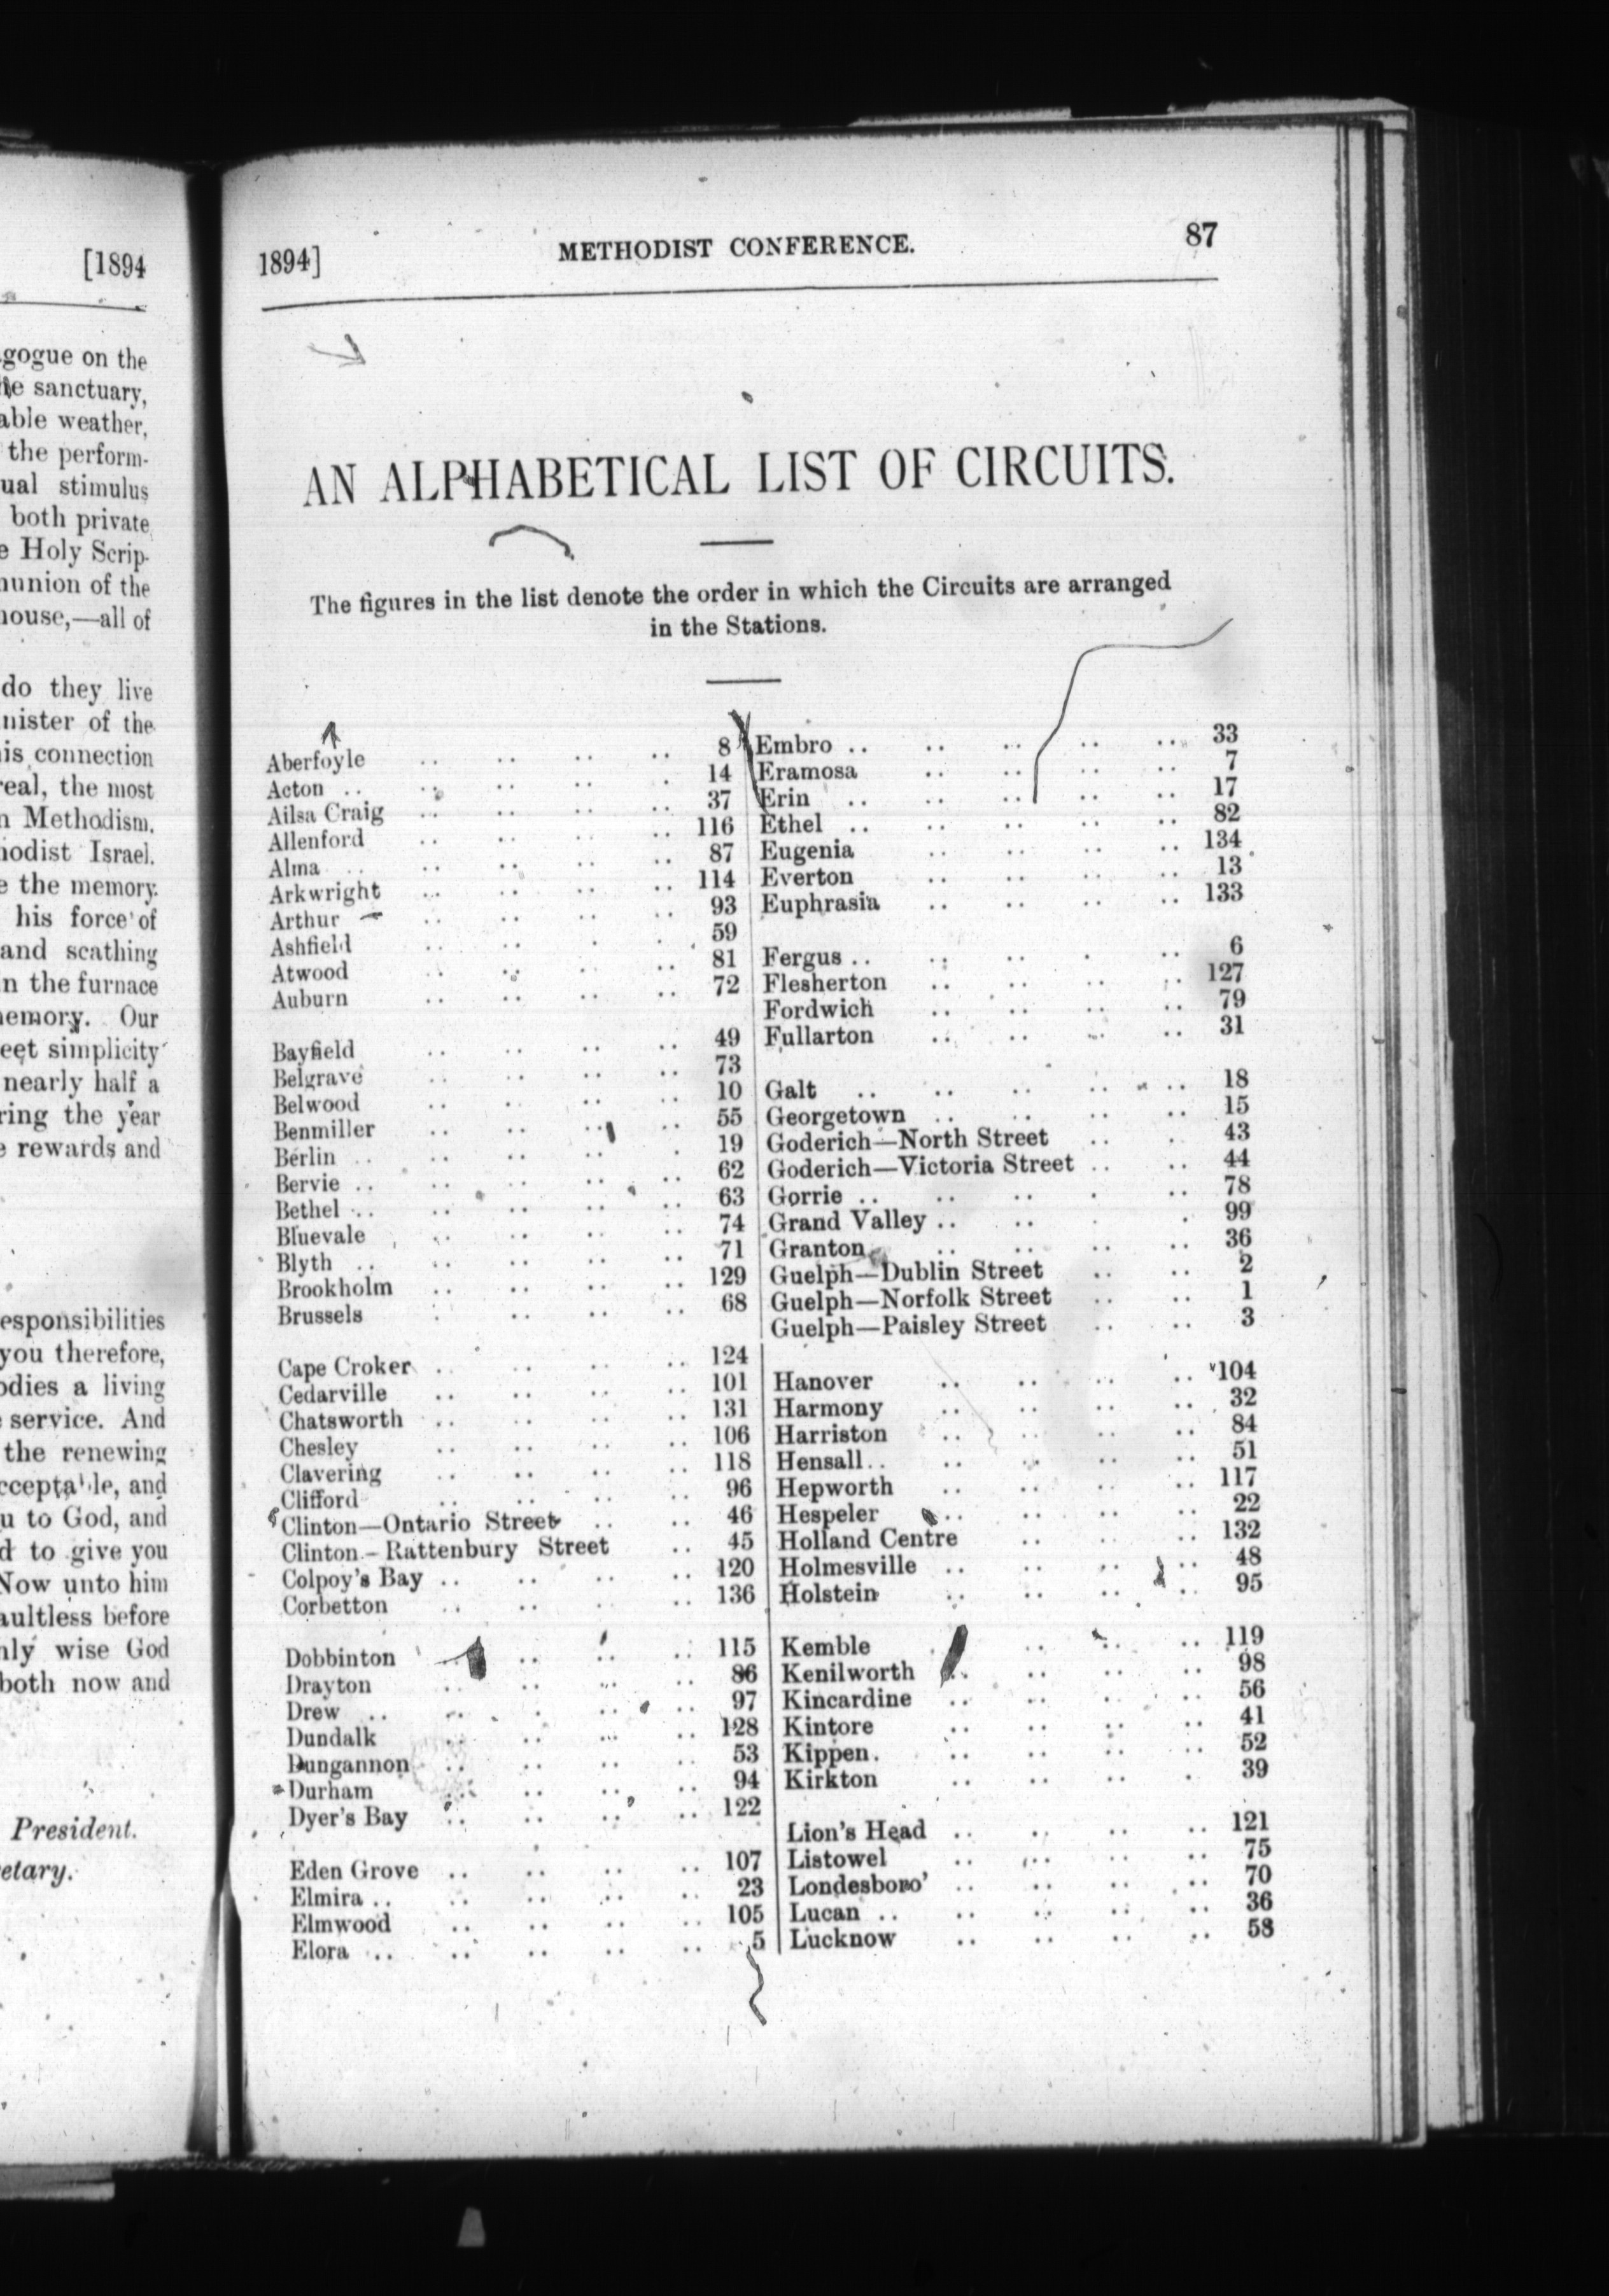 [1894
gogue on the
sanctuary,
able weather,
the perform-
ual stimulus
both private
e Holy Scrip-
munion of the
house,—all of
do they live
nister of the
his connection
real, the most
n Methodism.
hodist Israel.
e the memory.
his force of
and scathing
n the furnace
nemory. Our
eet simplicity
nearly half a
ring the year
e rewards and
esponsibilities
you therefore,
odies a living
service. And
the renewing
cceptable, and
u to God, and
d to give you
Now unto him
aultless before
nly wise God
both now and
President.
etary.
1894] METHODIST CONFERENCE. 87
AN ALPHABETICAL LIST OF CIRCUITS.
The figures in the list denote the order in which the Circuits are arranged
in the Stations.
Aberfoyle .. .. .. .. 8
Acton .. .. .. .. .. 14
Ailsa Craig .. .. .. .. 37
Allenford .. .. .. .. 116
Alma .. .. .. .. .. 87
Arkwright .. .. .. .. 114
Arthur .. .. .. .. 93
Ashfield .. .. .. .. 59
Atwood .. .. .. .. 81
Auburn .. .. .. .. 72
Bayfield .. .. .. .. 49
Belgrave .. .. .. .. 73
Belwood .. .. .. .. 10
Benmiller .. .. .. .. 55
Berlin .. .. .. .. .. 19
Bervie .. .. .. .. .. 62
Bethel .. .. .. .. .. 63
Bluevale .. .. .. .. 74
Blyth .. .. .. .. .. 71
Brookholm .. .. .. .. 129
Brussels .. .. .. .. 68
Cape Croker .. .. .. .. 124
Cedarville .. .. .. .. 101
Chatsworth .. .. .. .. 131
Chesley .. .. .. .. 106
Clavering .. .. .. .. 118
Clifford .. .. .. .. 96
Clinton—Ontario Street .. .. 46
Clinton—Rattenbury Street .. 45
Colpoy's Bay .. .. .. .. 120
Corbetton .. .. .. .. 136
Dobbinton .. .. .. .. 115
Drayton .. .. .. .. 86
Drew .. .. .. .. .. 97
Dundalk .. .. .. .. 128
Dungannon .. .. .. .. 53
Durham .. .. .. .. 94
Dyer's Bay .. .. .. .. 122
Eden Grove .. .. .. .. 107
Elmira .. .. .. .. .. 23
Elmwood .. .. .. .. 105
Elora .. .. .. .. .. 5
Embro .. .. .. .. .. 33
Eramosa .. .. .. .. 7
Erin .. .. .. .. .. 17
Ethel .. .. .. .. .. 82
Eugenia .. .. .. .. 134
Everton .. .. .. .. 13
Euphrasia .. .. .. .. 133
Fergus .. .. .. .. .. 6
Flesherton .. .. .. .. 127
Fordwich .. .. .. .. 79
Fullarton .. .. .. .. 31
Galt .. .. .. .. .. 18
Georgetown .. .. .. .. 15
Goderich—North Street .. .. 43
Goderich—Victoria Street .. .. 44
Gorrie .. .. .. .. .. 78
Grand Valley .. .. .. .. 99
Granton .. .. .. .. 36
Guelph—Dublin Street .. .. 2
Guelph—Norfolk Street .. .. 1
Guelph—Paisley Street .. .. 3
Hanover .. .. .. .. 104
Harmony .. .. .. .. 32
Harriston .. .. .. .. 84
Hensall .. .. .. .. .. 51
Hepworth .. .. .. .. 117
Hespeler .. .. .. .. 22
Holland Centre .. .. .. 132
Holmesville .. .. .. .. 48
Holstein .. .. .. .. 95
Kemble .. .. .. .. 119
Kenilworth .. .. .. .. 98
Kincardine .. .. .. .. 56
Kintore .. .. .. .. 41
Kippen .. .. .. .. 52
Kirkton .. .. .. .. 39
Lion's Head .. .. .. .. 121
Listowel .. .. .. .. 75
Londesboro' .. .. .. .. 70
Lucan .. .. .. .. .. 36
Lucknow .. .. .. .. 58